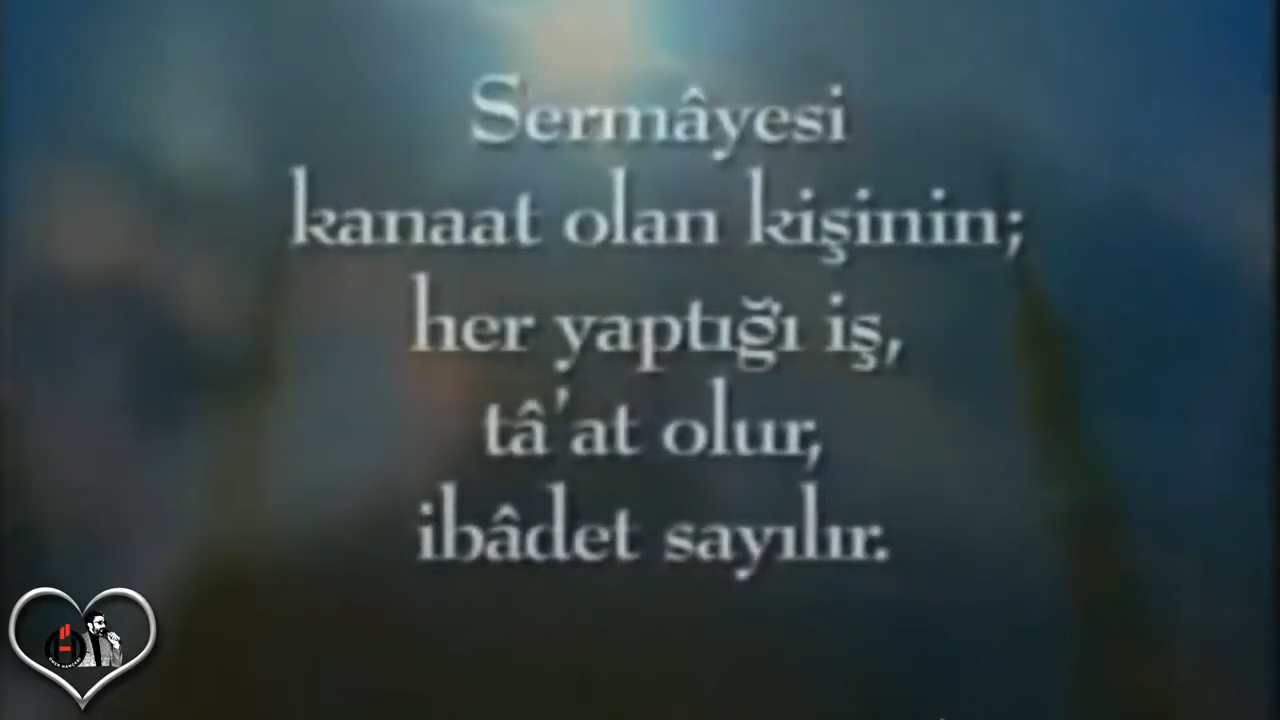 Sermâyesi
kanaat olan kişinin;
her yaptığı iş,
tâ'at olur,
ibâdet sayılır.